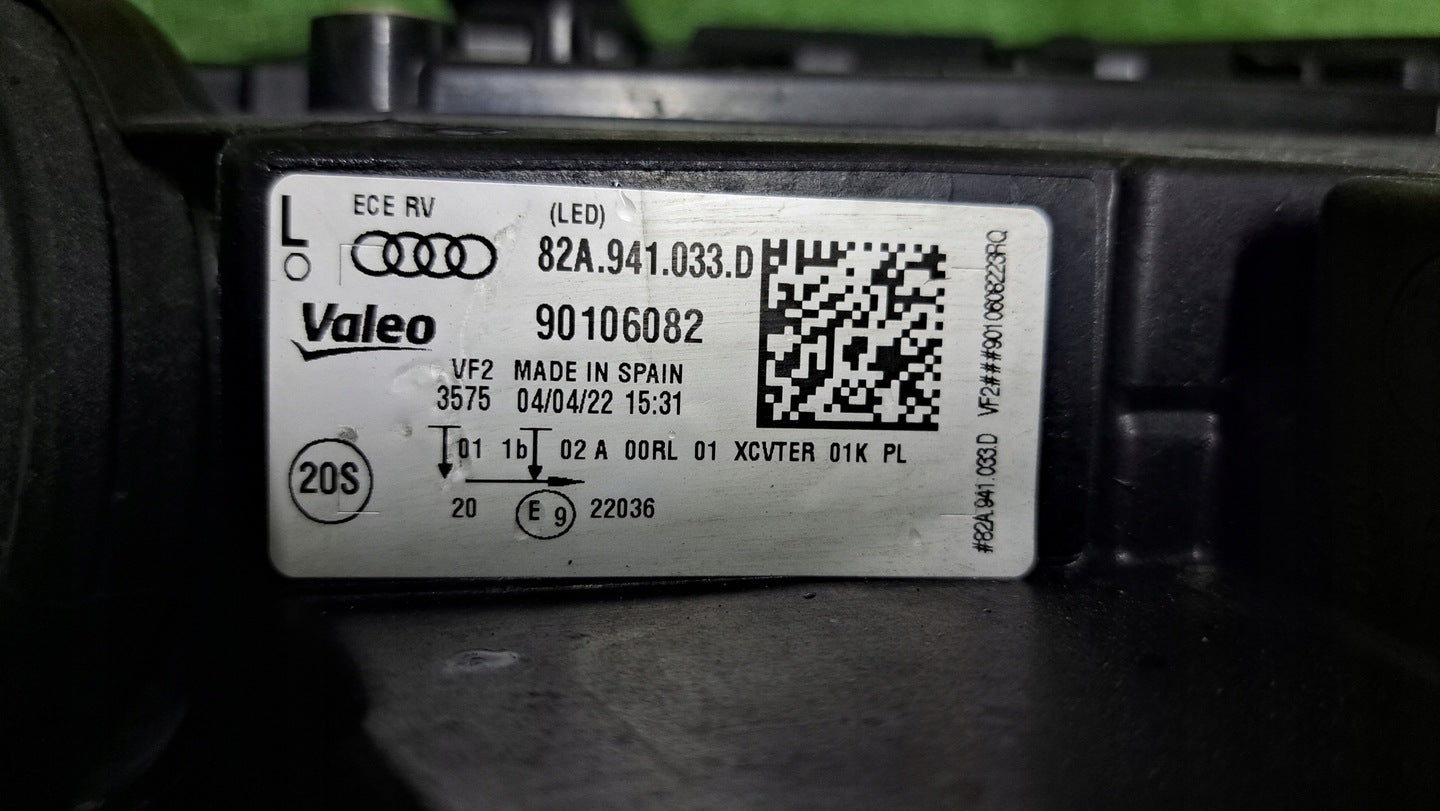 L
ECE RV
(LED)
82A.941.033.D
Valeo
90106082
VF2 MADE IN SPAIN
3575 04/04/22 15:31
01 1b 02 A 00RL 01 XCVTER 01K PL
20S
20 E 9 22036
#82A.941.033.D VF2###9010608223RQ